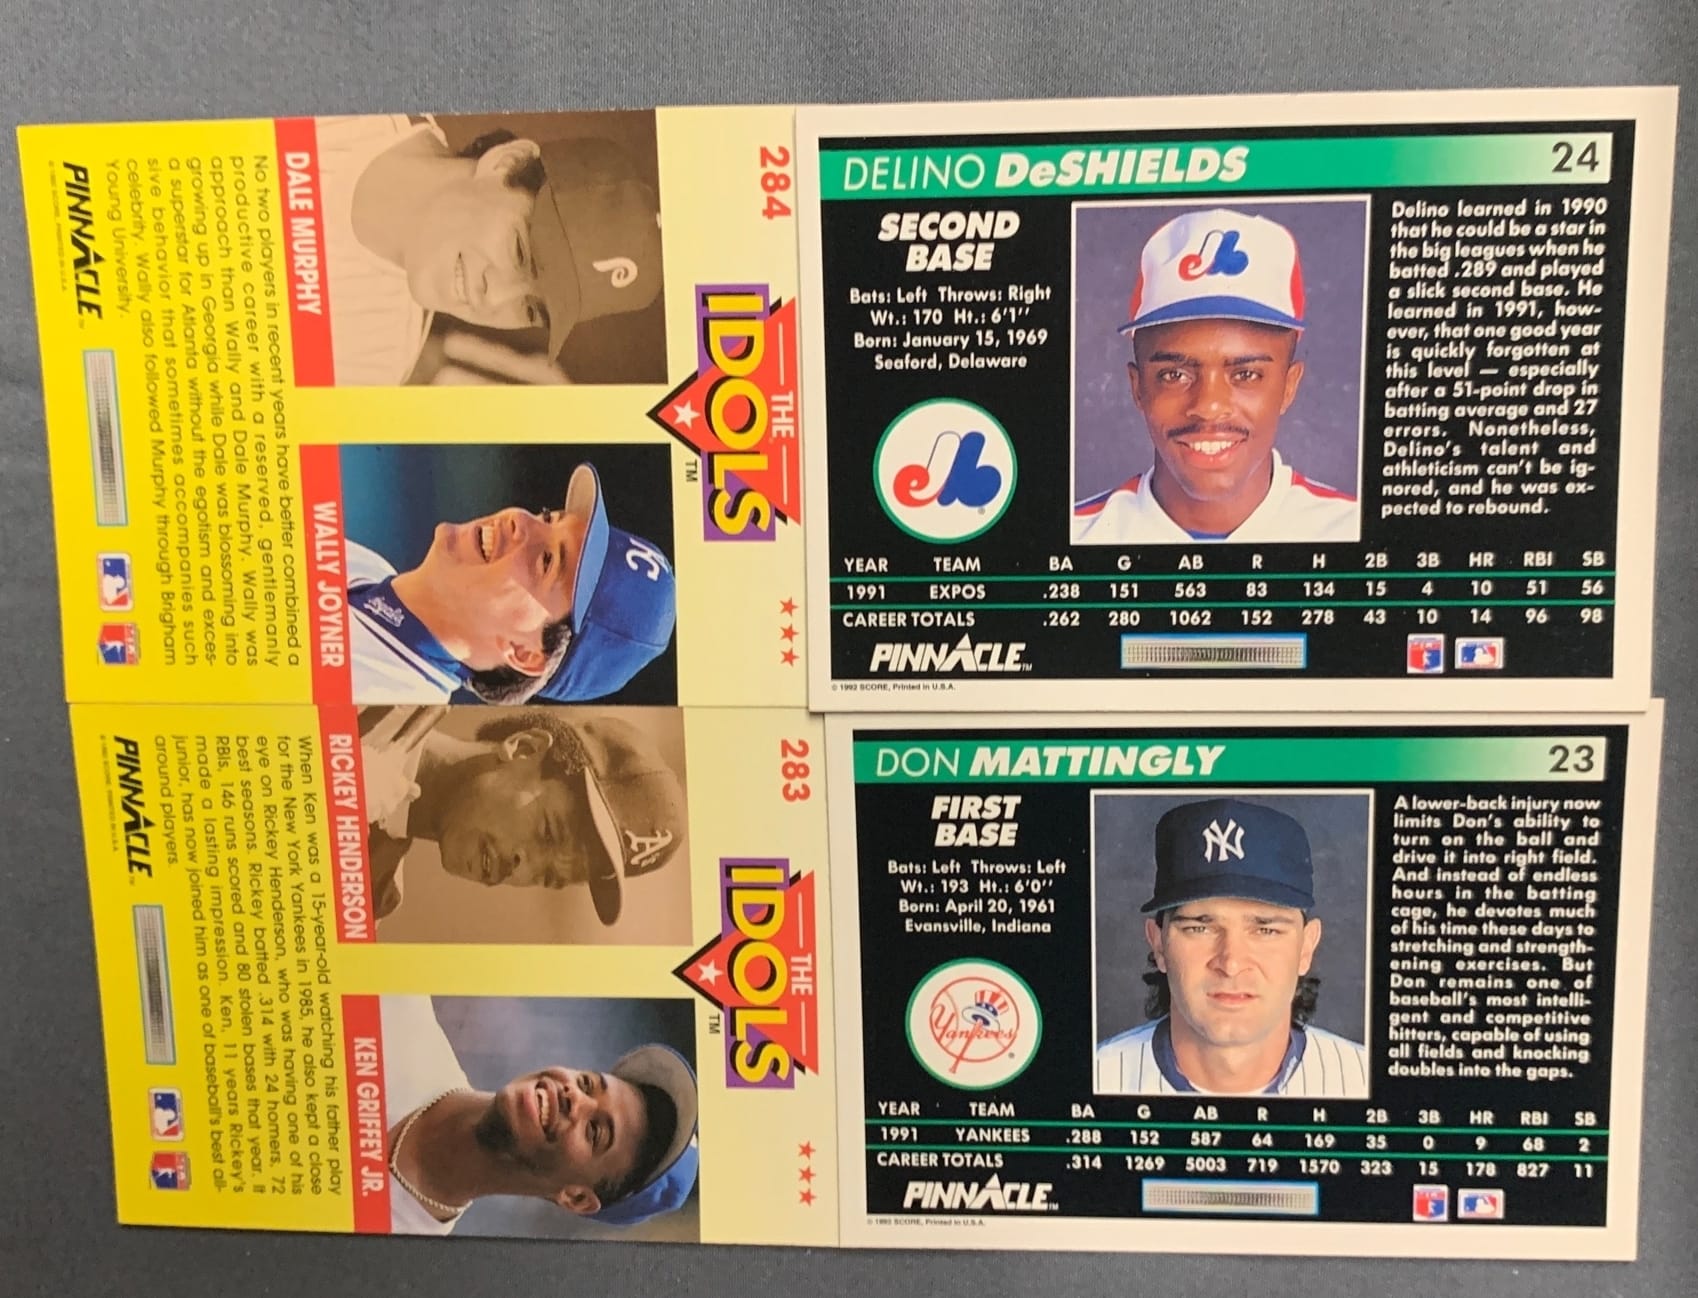 DELINO DeSHIELDS 24
SECOND
BASE
Bats: Left Throws: Right
Wt.: 170 Ht.: 6'1''
Born: January 15, 1969
Seaford, Delaware
Delino learned in 1990
that he could be a star in
the big leagues when he
batted .289 and played
a slick second base. He
learned in 1991, how-
ever, that one good year
is quickly forgotten at
this level — especially
after a 51-point drop in
batting average and 27
errors. Nonetheless,
Delino's talent and
athleticism can't be ig-
nored, and he was ex-
pected to rebound.
YEAR TEAM BA G AB R H 2B 3B HR RBI SB
1991 EXPOS .238 151 563 83 134 15 4 10 51 56
CAREER TOTALS .262 280 1062 152 278 43 10 14 96 98
PINNACLE TM
© 1992 SCORE, Printed in U.S.A.
DON MATTINGLY 23
FIRST
BASE
Bats: Left Throws: Left
Wt.: 193 Ht.: 6'0''
Born: April 20, 1961
Evansville, Indiana
Yankees
A lower-back injury now
limits Don's ability to
turn on the ball and
drive it into right field.
And instead of endless
hours in the batting
cage, he devotes much
of his time these days to
stretching and strength-
ening exercises. But
Don remains one of
baseball's most intelli-
gent and competitive
hitters, capable of using
all fields and knocking
doubles into the gaps.
YEAR TEAM BA G AB R H 2B 3B HR RBI SB
1991 YANKEES .288 152 587 64 169 35 0 9 68 2
CAREER TOTALS .314 1269 5003 719 1570 323 15 178 827 11
PINNACLE TM
© 1992 SCORE, Printed in U.S.A.
284
THE
IDOLS TM
DALE MURPHY
WALLY JOYNER
No two players in recent years have better combined a
productive career with a reserved, gentlemanly
approach than Wally and Dale Murphy. Wally was
growing up in Georgia while Dale was blossoming into
a superstar for Atlanta without the egotism and exces-
sive behavior that sometimes accompanies such
celebrity. Wally also followed Murphy through Brigham
Young University.
PINNACLE TM
© 1992 SCORE, PRINTED IN U.S.A.
283
THE
IDOLS TM
RICKEY HENDERSON
KEN GRIFFEY JR.
When Ken was a 15-year-old watching his father play
for the New York Yankees in 1985, he also kept a close
eye on Rickey Henderson, who was having one of his
best seasons. Rickey batted .314 with 24 homers, 72
RBIs, 146 runs scored and 80 stolen bases that year. It
made a lasting impression. Ken, 11 years Rickey's
junior, has now joined him as one of baseball's best all-
around players.
PINNACLE TM
© 1992 SCORE, PRINTED IN U.S.A.